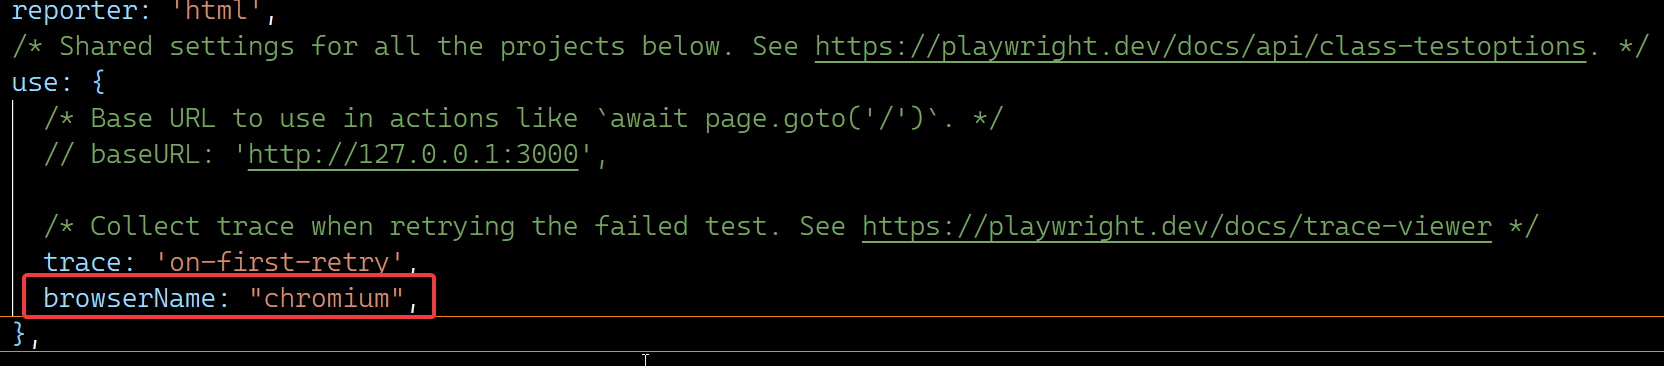 reporter: 'html',
/* Shared settings for all the projects below. See https://playwright.dev/docs/api/class-testoptions. */
use: {
/* Base URL to use in actions like `await page.goto('/')`. */
// baseURL: 'http://127.0.0.1:3000',
/* Collect trace when retrying the failed test. See https://playwright.dev/docs/trace-viewer */
trace: 'on-first-retry',
browserName: "chromium",
},